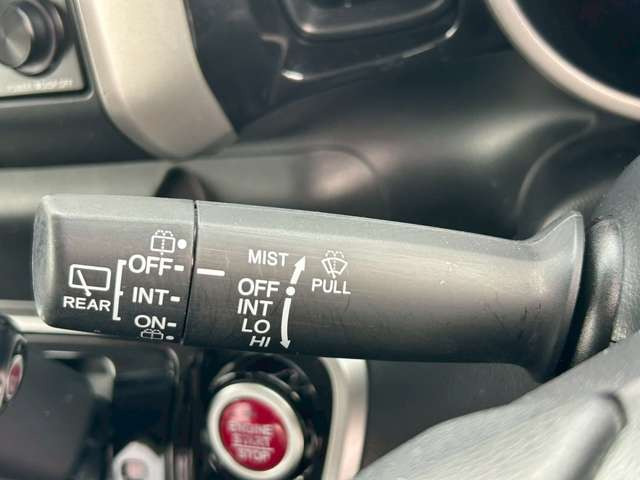 OFF
INT
ON
REAR
MIST
OFF
INT
LO
HI
PULL
ENGINE
START
STOP